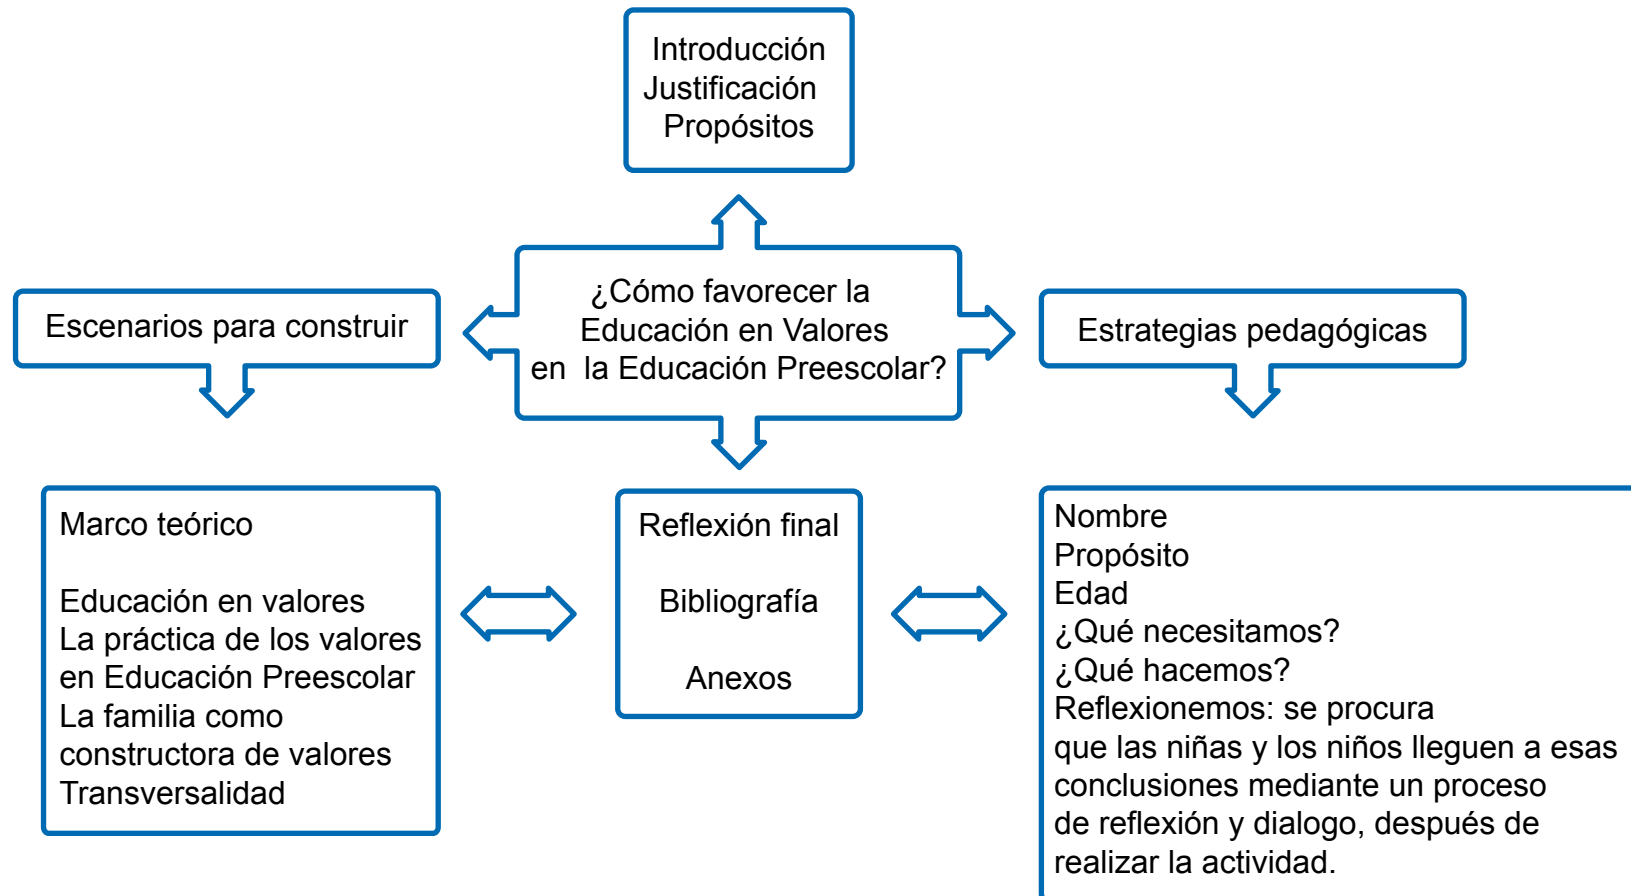 Introducción
Justificación
Propósitos
¿Cómo favorecer la
Educación en Valores
en la Educación Preescolar?
Escenarios para construir
Estrategias pedagógicas
Marco teórico
Educación en valores
La práctica de los valores
en Educación Preescolar
La familia como
constructora de valores
Transversalidad
Reflexión final
Bibliografía
Anexos
Nombre
Propósito
Edad
¿Qué necesitamos?
¿Qué hacemos?
Reflexionemos: se procura
que las niñas y los niños lleguen a esas
conclusiones mediante un proceso
de reflexión y dialogo, después de
realizar la actividad.